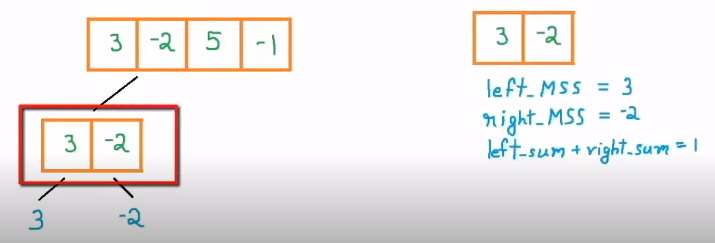 3 -2 5 -1
3 -2
3 -2
3 -2
left_MSS = 3
right_MSS = -2
left_sum + right_sum = 1